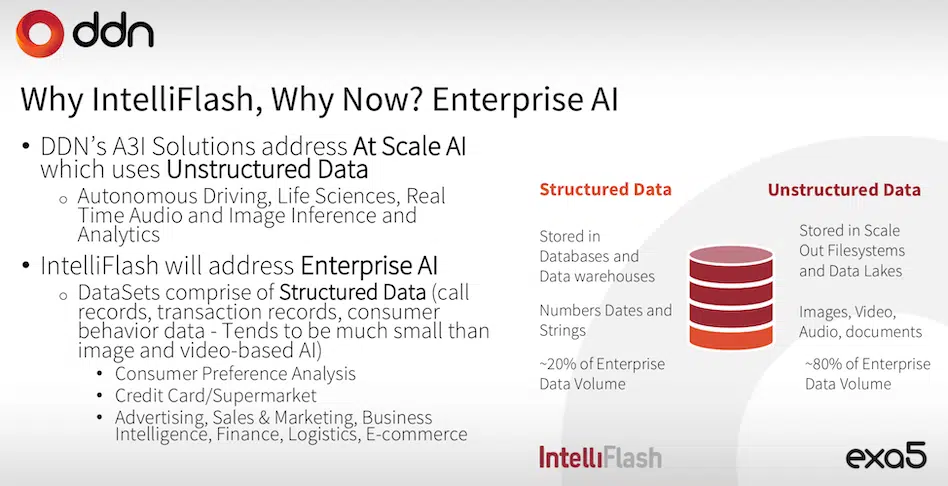 ddn
Why IntelliFlash, Why Now? Enterprise AI
• DDN's A3I Solutions address At Scale AI
which uses Unstructured Data
o Autonomous Driving, Life Sciences, Real
Time Audio and Image Inference and
Analytics
• IntelliFlash will address Enterprise AI
o DataSets comprise of Structured Data (call
records, transaction records, consumer
behavior data - Tends to be much small than
image and video-based AI)
• Consumer Preference Analysis
• Credit Card/Supermarket
• Advertising, Sales & Marketing, Business
Intelligence, Finance, Logistics, E-commerce
Structured Data
Stored in
Databases and
Data warehouses
Numbers Dates and
Strings
~20% of Enterprise
Data Volume
IntelliFlash
Unstructured Data
Stored in Scale
Out Filesystems
and Data Lakes
Images, Video,
Audio, documents
~80% of Enterprise
Data Volume
exa5